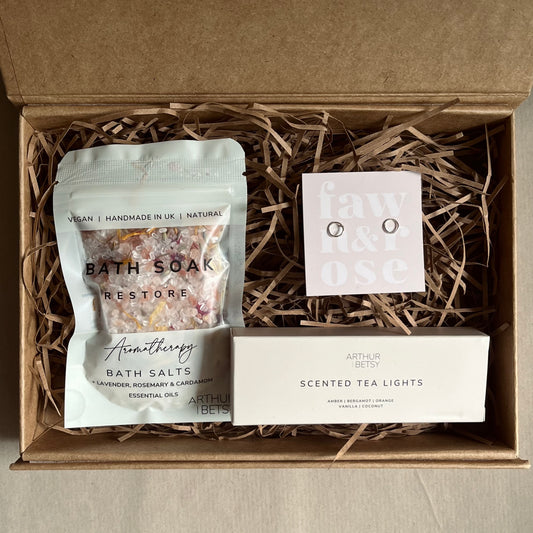 VEGAN | HANDMADE IN UK | NATURAL
BATH SOAK
RESTORE
Aromatherapy
BATH SALTS
LAVENDER, ROSEMARY & CARDAMOM
ESSENTIAL OILS
ARTHUR
BETSY
faw
n&r
ose
ARTHUR
BETSY
SCENTED TEA LIGHTS
AMBER | BERGAMOT | ORANGE
VANILLA | COCONUT